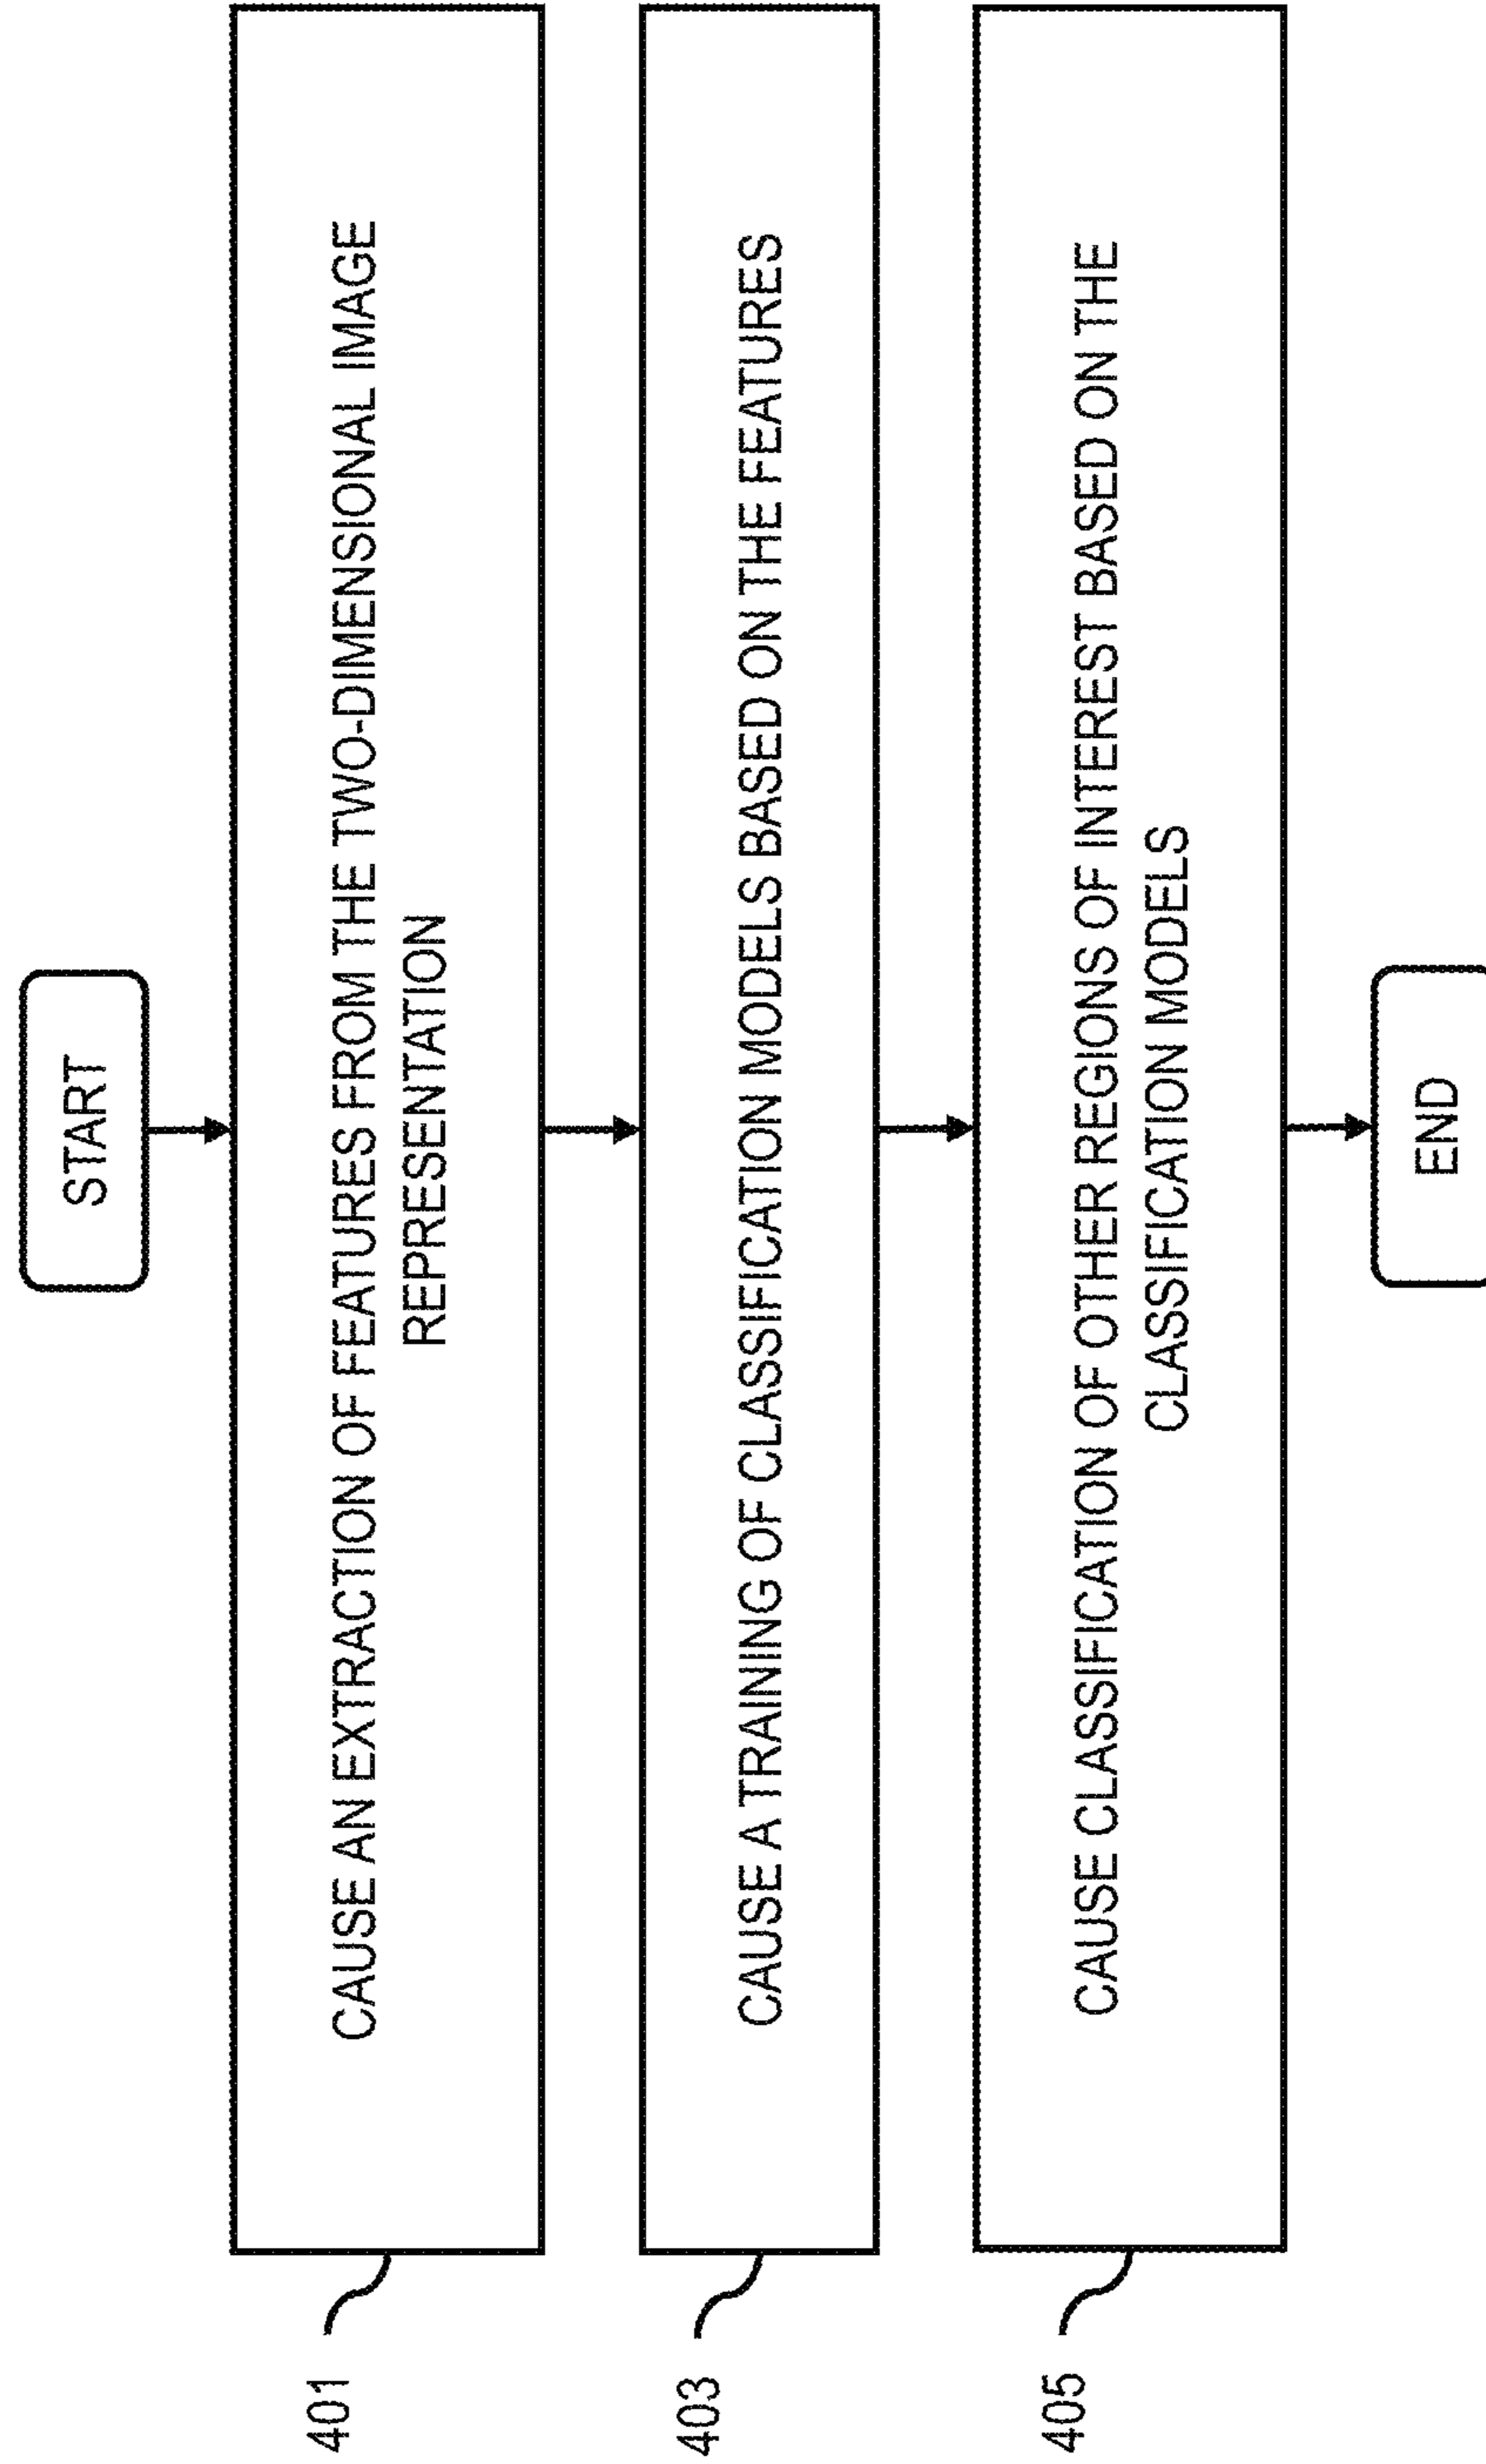 START
401
CAUSE AN EXTRACTION OF FEATURES FROM THE TWO-DIMENSIONAL IMAGE
REPRESENTATION
403
CAUSE A TRAINING OF CLASSIFICATION MODELS BASED ON THE FEATURES
405
CAUSE CLASSIFICATION OF OTHER REGIONS OF INTEREST BASED ON THE
CLASSIFICATION MODELS
END